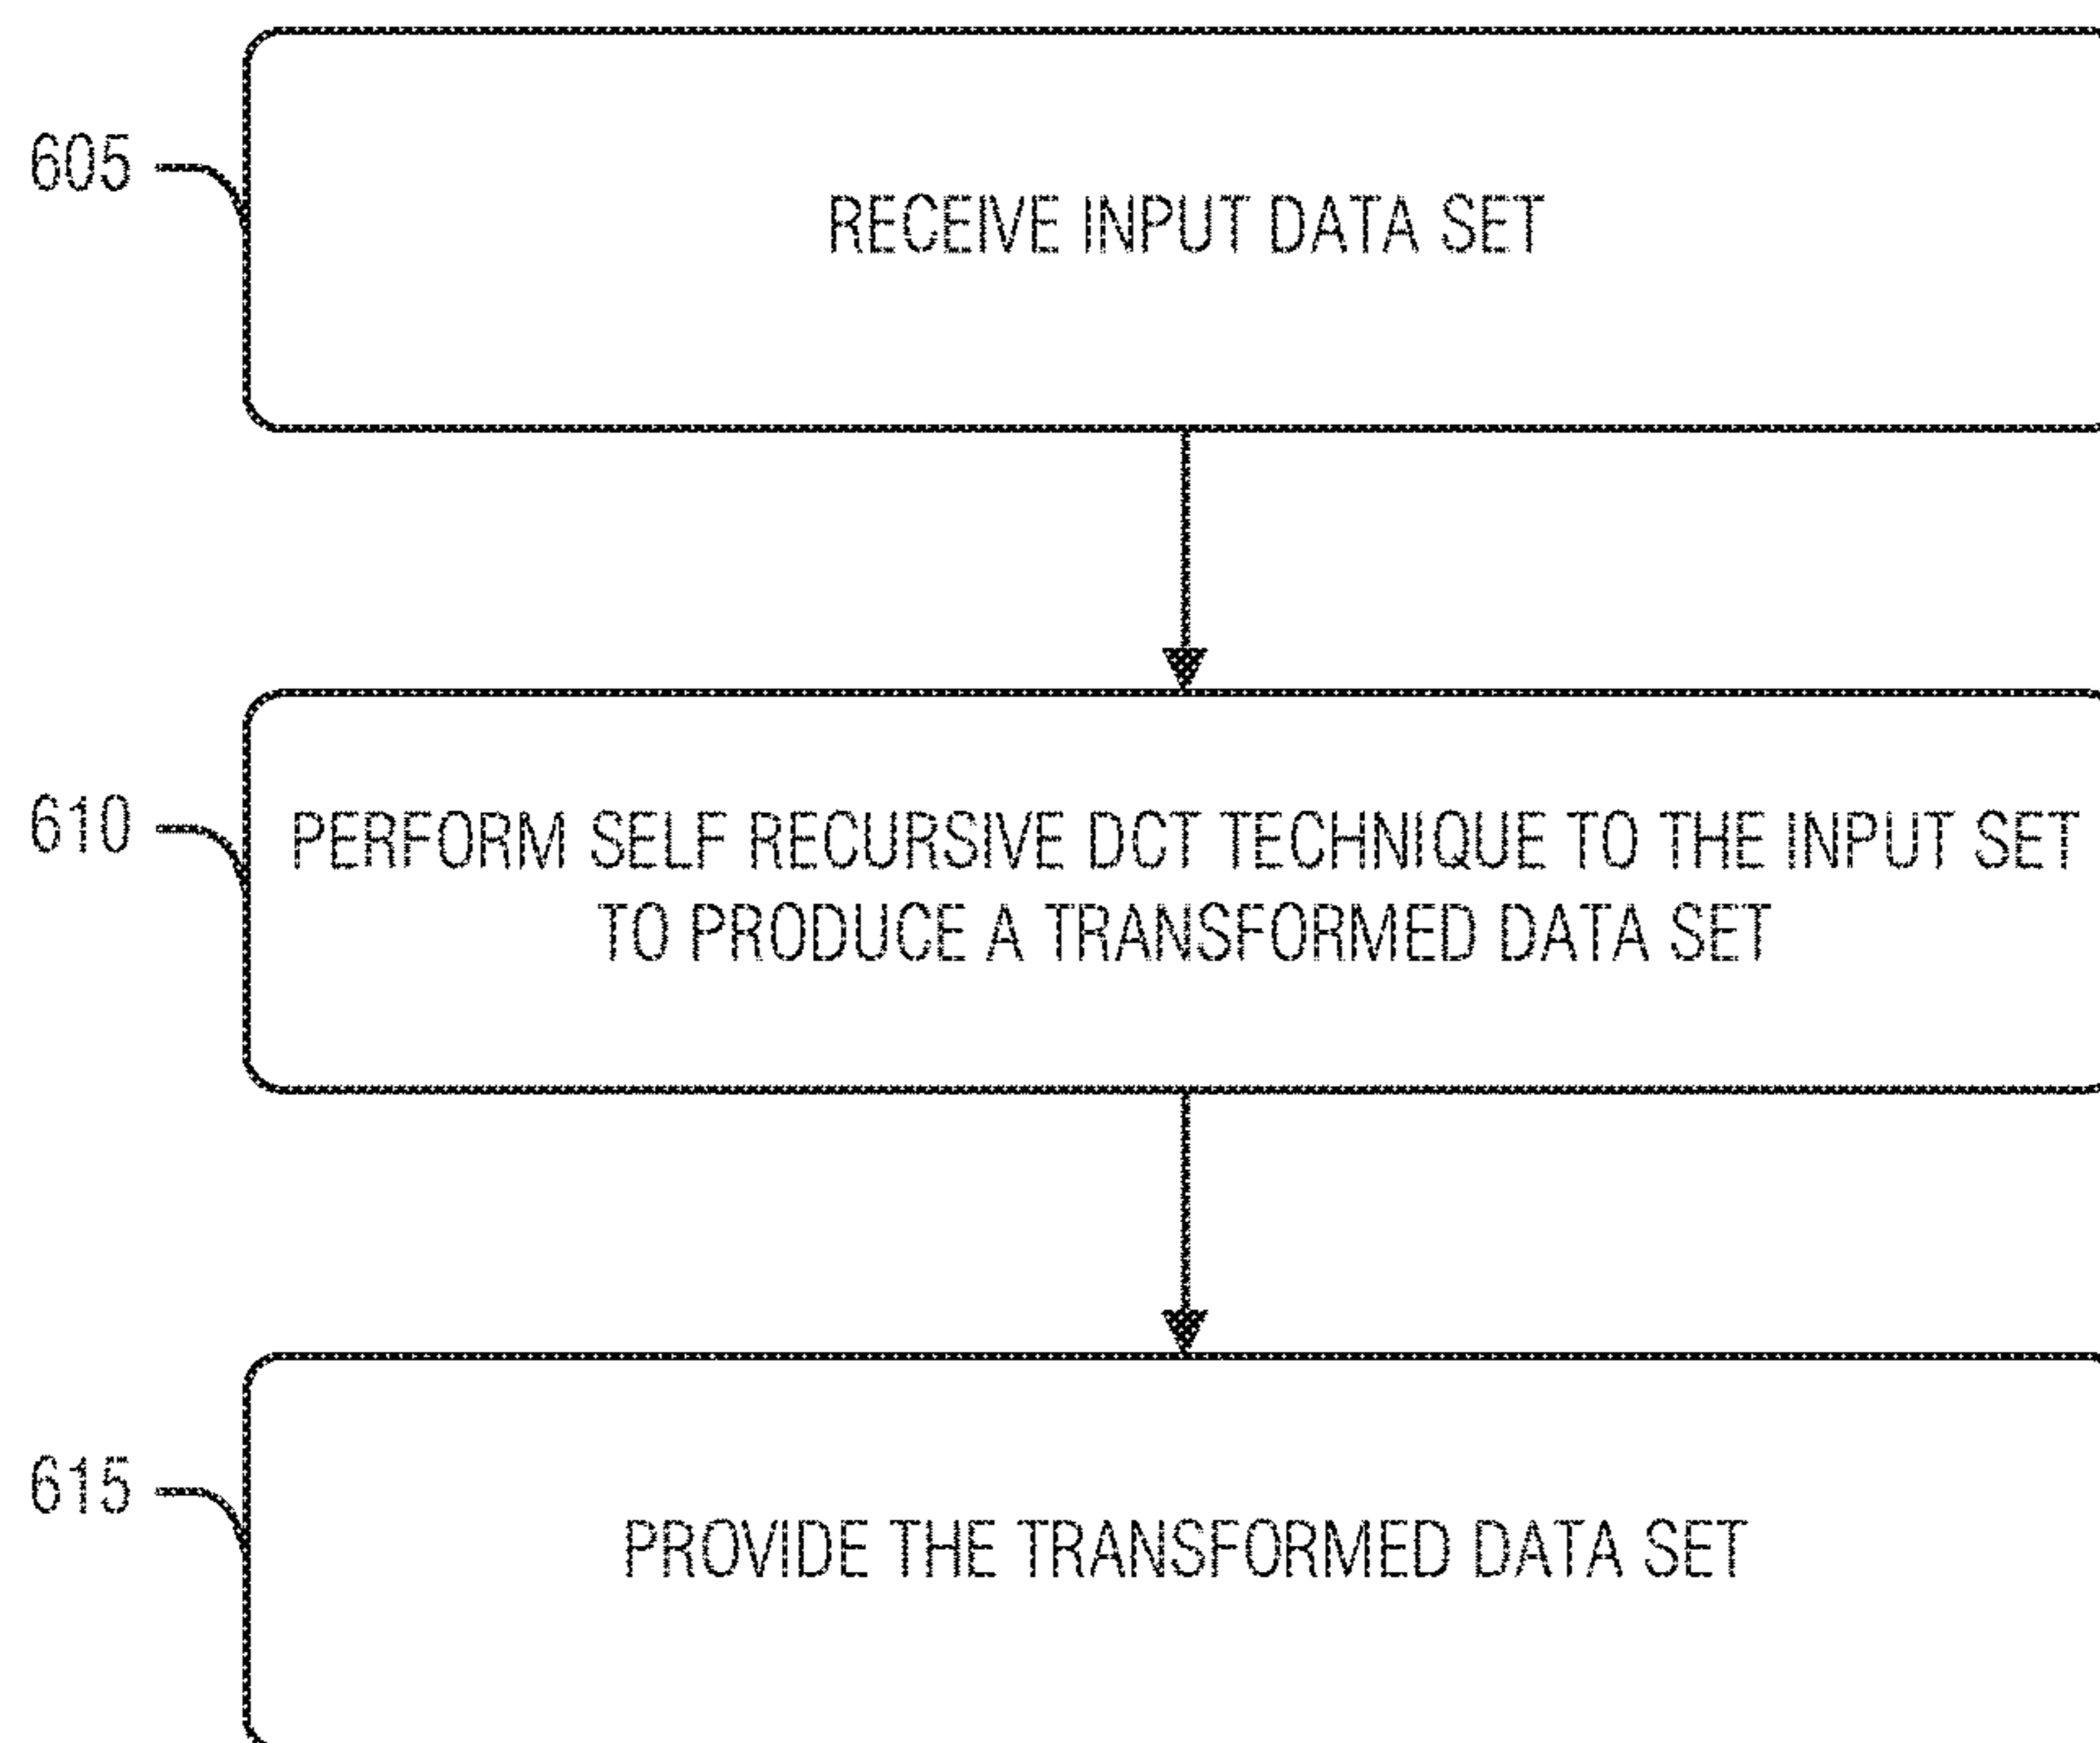 605
RECEIVE INPUT DATA SET
610
PERFORM SELF RECURSIVE DCT TECHNIQUE TO THE INPUT SET
TO PRODUCE A TRANSFORMED DATA SET
615
PROVIDE THE TRANSFORMED DATA SET